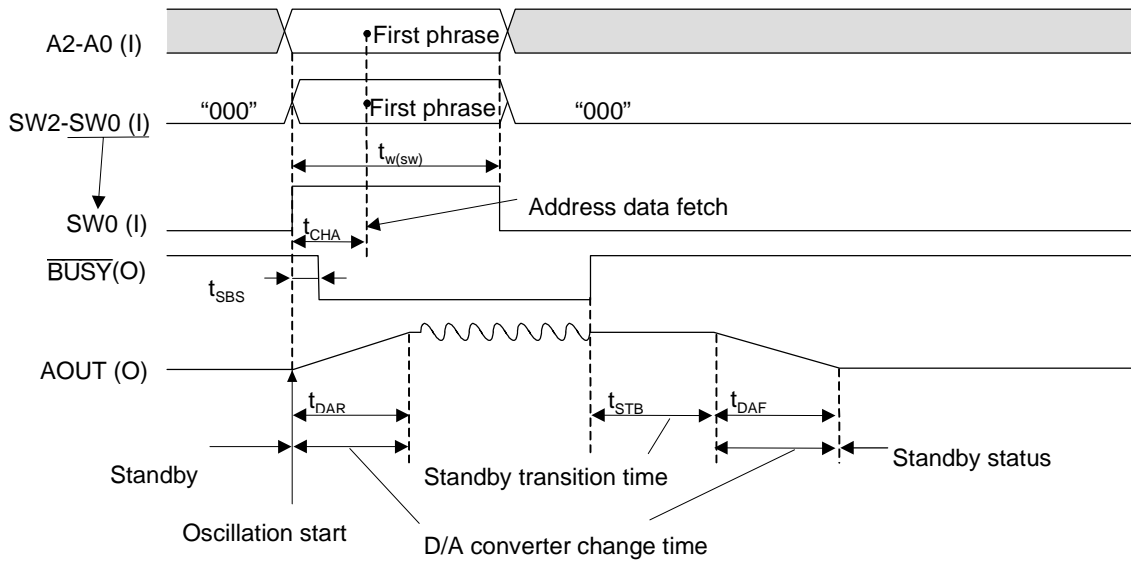 A2-A0 (I)
First phrase
SW2-SW0 (I)
“000”
First phrase
“000”
tw(sw)
SW0 (I)
tCHA
Address data fetch
BUSY(O)
tSBS
AOUT (O)
tDAR
tSTB
tDAF
Standby
Standby transition time
Standby status
Oscillation start
D/A converter change time